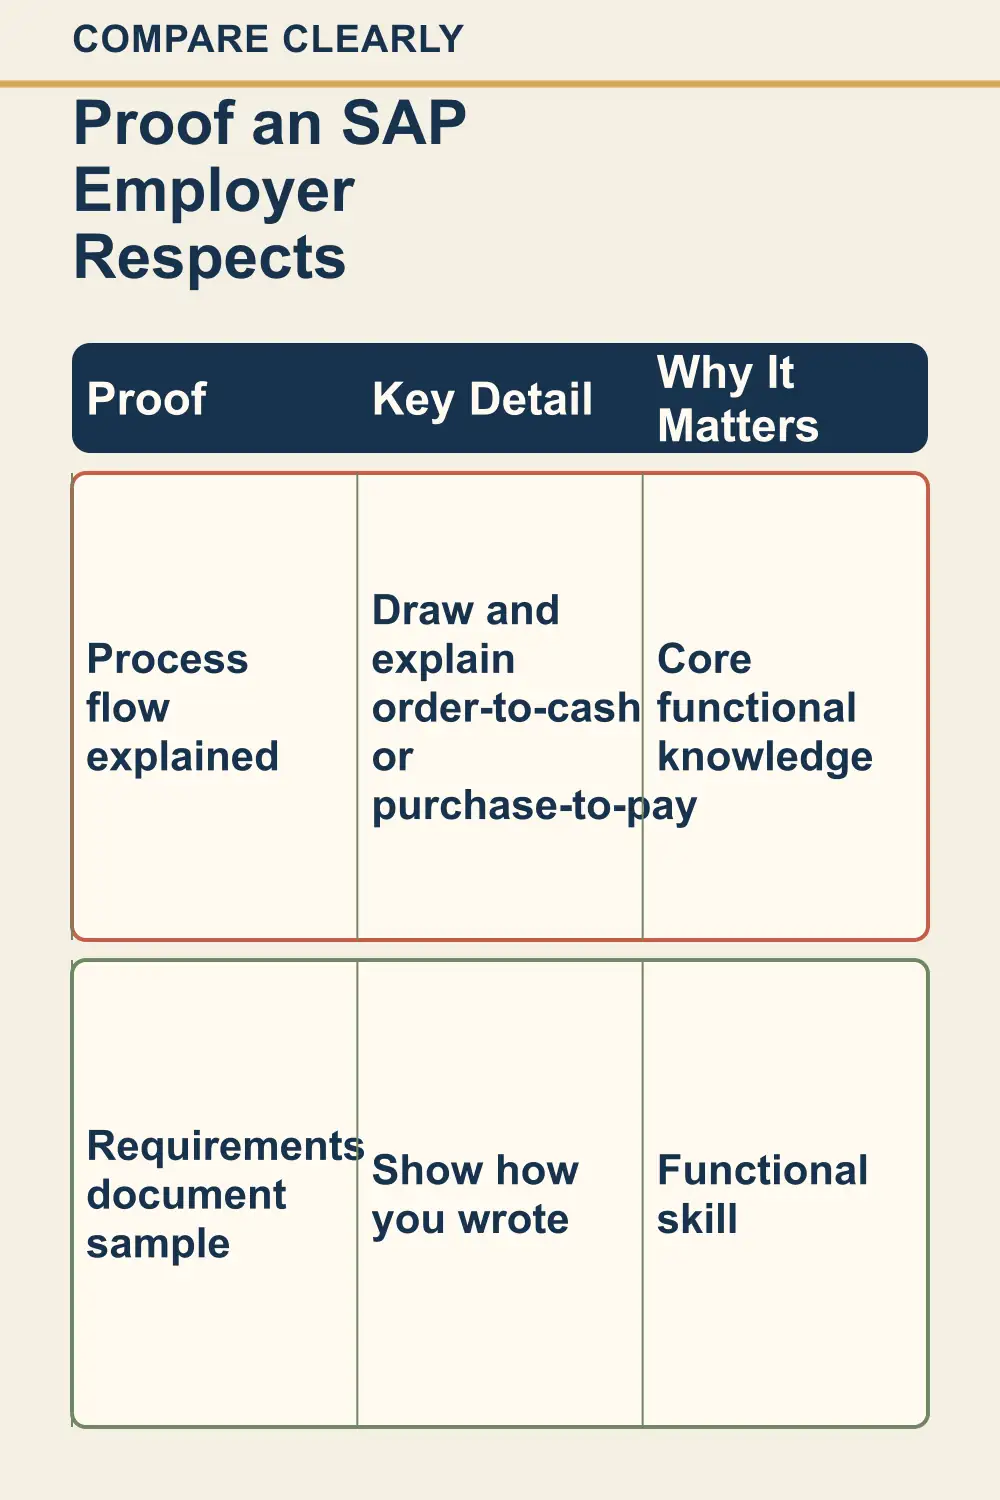 COMPARE CLEARLY
Proof an SAP
Employer
Respects
Proof
Key Detail
Why It
Matters
Process
flow
explained
Draw and
explain
order-to-cash
or
purchase-to-pay
Core
functional
knowledge
Requirements
document
sample
Show how
you wrote
Functional
skill